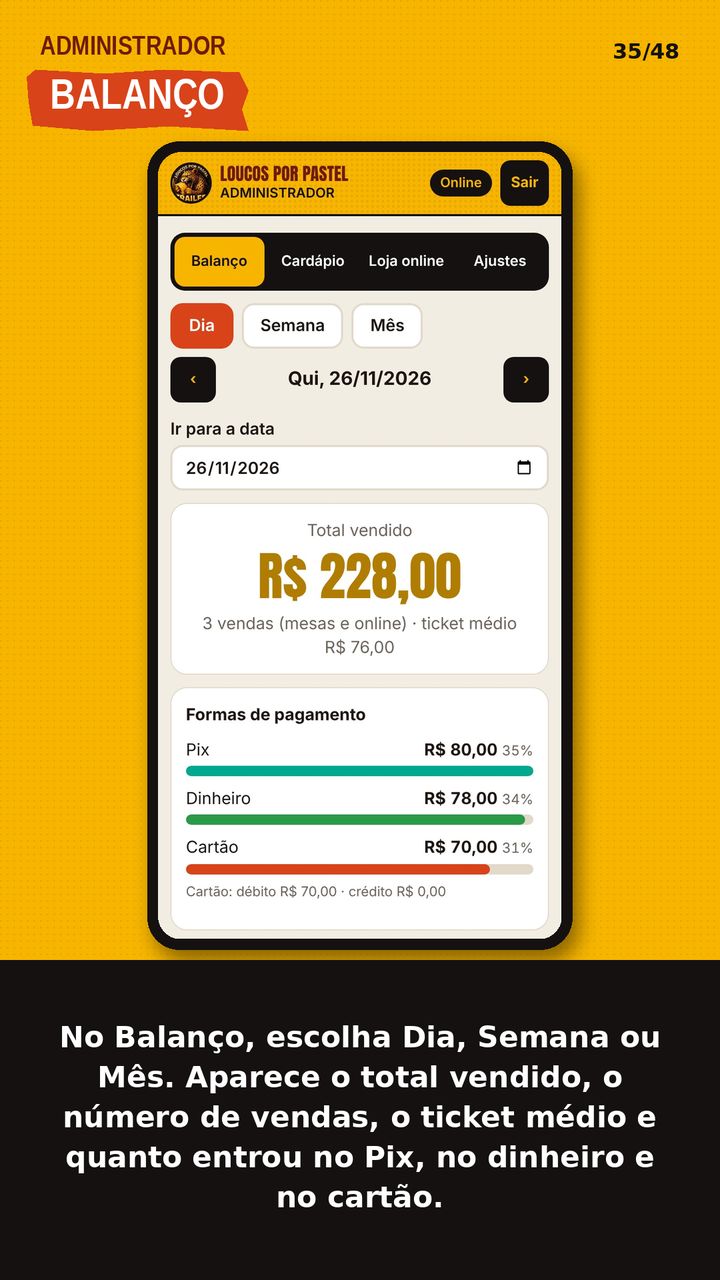 ADMINISTRADOR
BALANÇO
35/48
LOUCOS POR PASTEL
ADMINISTRADOR
Online
Sair
Balanço
Cardápio
Loja online
Ajustes
Dia
Semana
Mês
‹
Qui, 26/11/2026
›
Ir para a data
26/11/2026
Total vendido
R$ 228,00
3 vendas (mesas e online) · ticket médio
R$ 76,00
Formas de pagamento
Pix
R$ 80,00 35%
Dinheiro
R$ 78,00 34%
Cartão
R$ 70,00 31%
Cartão: débito R$ 70,00 · crédito R$ 0,00
No Balanço, escolha Dia, Semana ou
Mês. Aparece o total vendido, o
número de vendas, o ticket médio e
quanto entrou no Pix, no dinheiro e
no cartão.